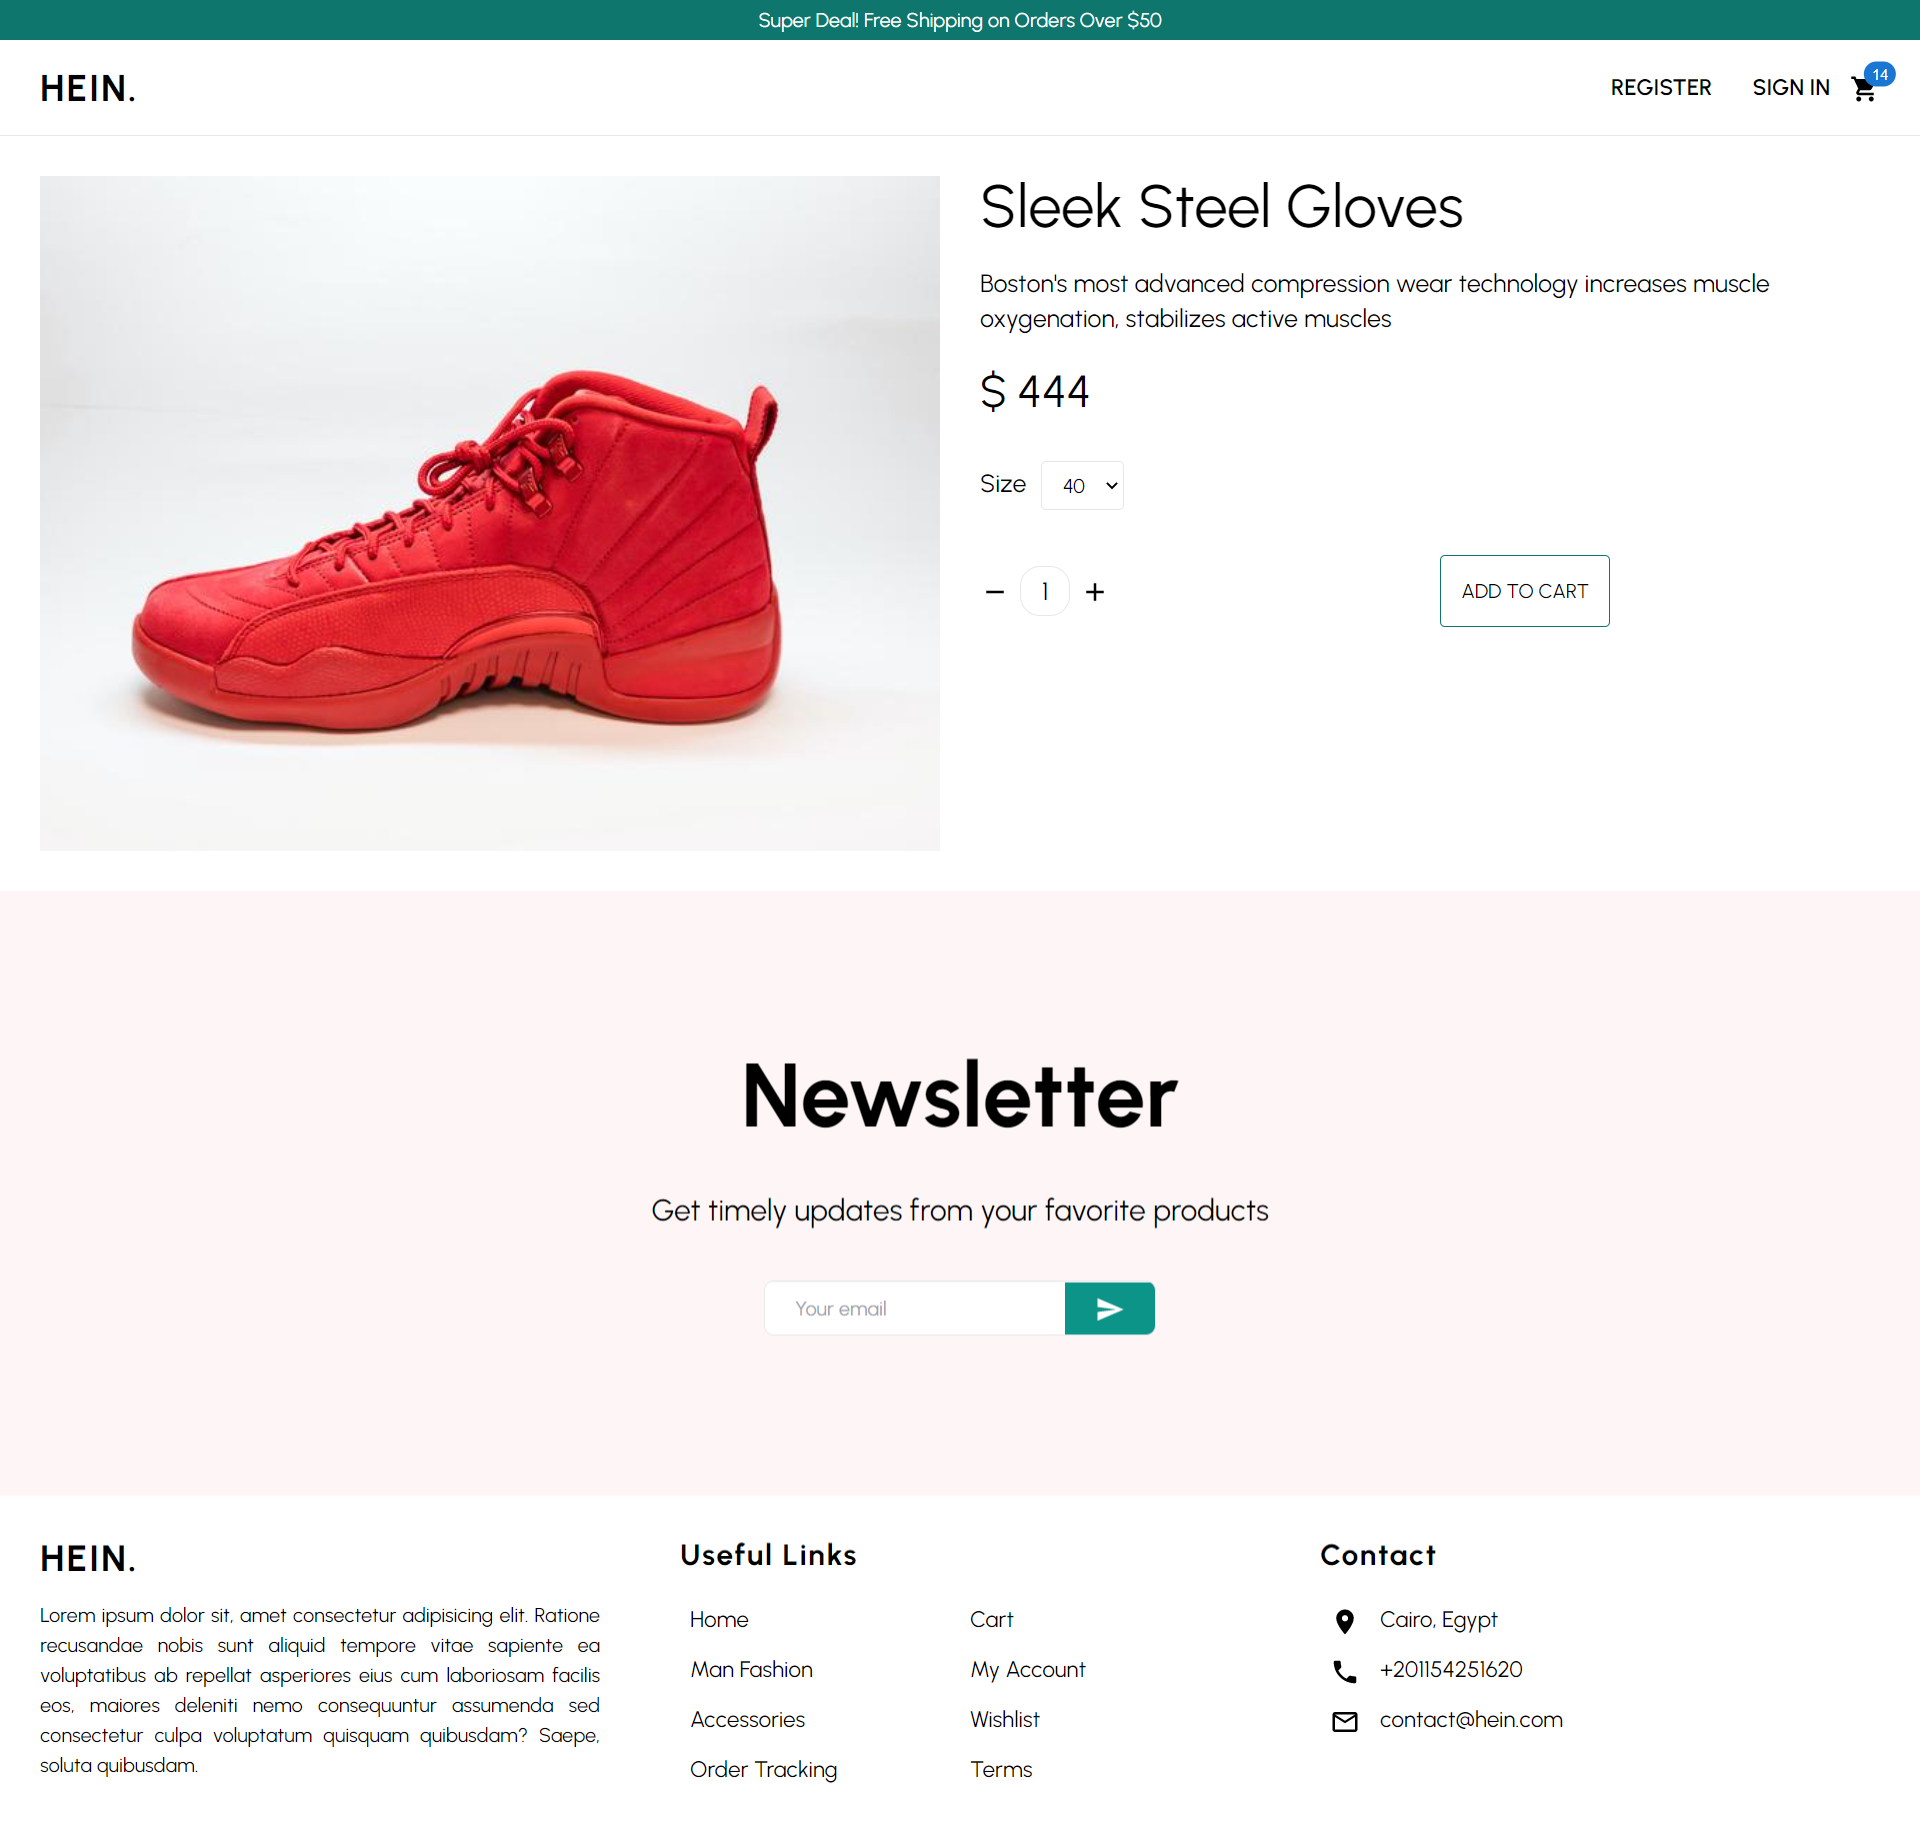 Super Deal! Free Shipping on Orders Over $50
HEIN.
REGISTER
SIGN IN
14
Sleek Steel Gloves
Boston's most advanced compression wear technology increases muscle
oxygenation, stabilizes active muscles
$ 444
Size
40
1
ADD TO CART
Newsletter
Get timely updates from your favorite products
Your email
HEIN.
Lorem ipsum dolor sit, amet consectetur adipisicing elit. Ratione
recusandae nobis sunt aliquid tempore vitae sapiente ea
voluptatibus ab repellat asperiores eius cum laboriosam facilis
eos, maiores deleniti nemo consequuntur assumenda sed
consectetur culpa voluptatum quisquam quibusdam? Saepe,
soluta quibusdam.
Useful Links
Home
Cart
Man Fashion
My Account
Accessories
Wishlist
Order Tracking
Terms
Contact
Cairo, Egypt
+201154251620
contact@hein.com